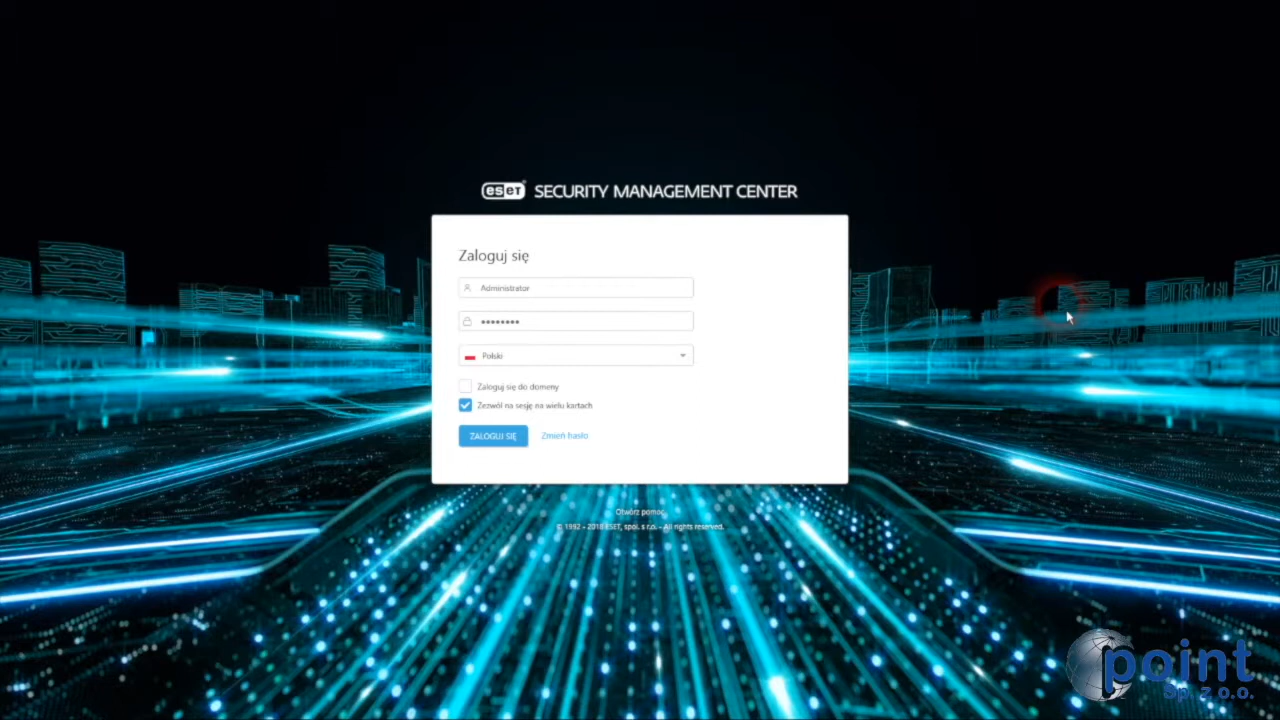 eset SECURITY MANAGEMENT CENTER
Zaloguj się
Administrator
••••••••
Polski
Zaloguj się do domeny
Zezwól na sesję na wielu kartach
ZALOGUJ SIĘ Zmień hasło
Otwórz pomoc
© 1992 - 2018 ESET, spol. s r.o. - All rights reserved.
point
Sp. z o.o.